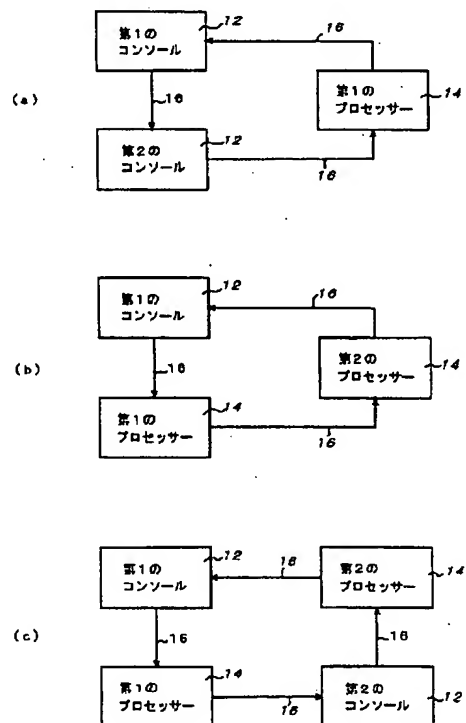 (a)
第1の
コンソール
12
16
第1の
プロセッサー
14
16
第2の
コンソール
12
16
(b)
第1の
コンソール
12
16
第2の
プロセッサー
14
16
第1の
プロセッサー
14
16
(c)
第1の
コンソール
12
16
第2の
プロセッサー
14
16
16
第1の
プロセッサー
14
16
第2の
コンソール
12